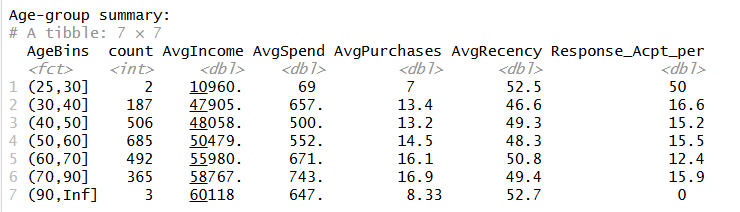 Age-group summary:
# A tibble: 7 × 7
  AgeBins  count AvgIncome AvgSpend AvgPurchases AvgRecency Response_Acpt_per
  <fct>    <int>     <dbl>    <dbl>        <dbl>      <dbl>             <dbl>
1 (25,30]      2    10960.      69          7          52.5              50
2 (30,40]    187    47905.     657.        13.4        46.6              16.6
3 (40,50]    506    48058.     500.        13.2        49.3              15.2
4 (50,60]    685    50479.     552.        14.5        48.3              15.5
5 (60,70]    492    55980.     671.        16.1        50.8              12.4
6 (70,90]    365    58767.     743.        16.9        49.4              15.9
7 (90,Inf]     3    60118      647.         8.33       52.7               0